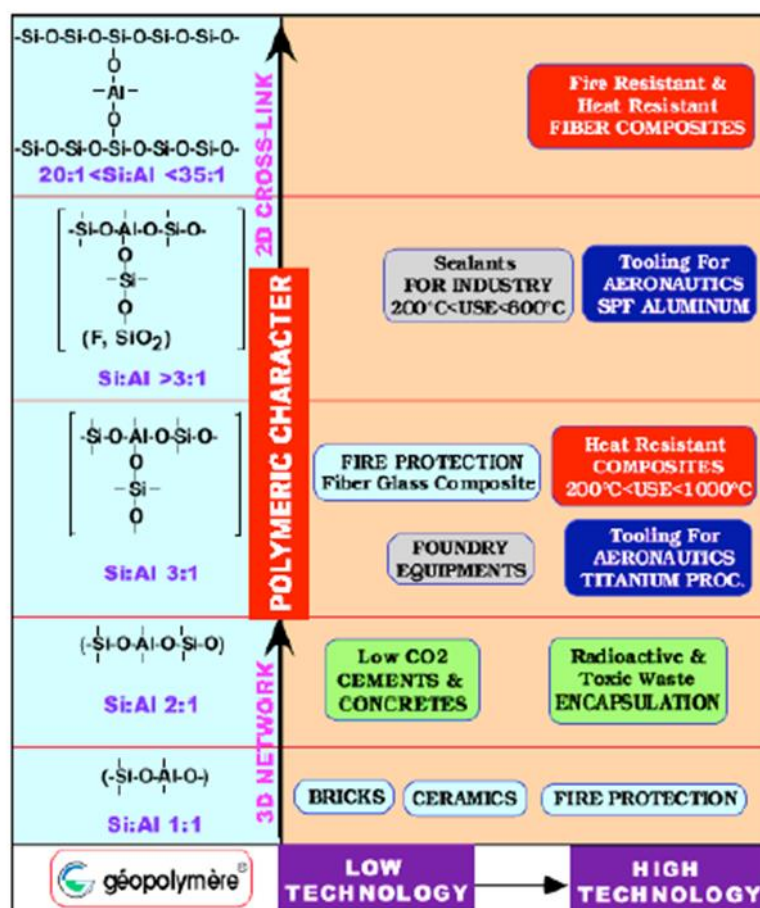 -Si-O-Si-O-Si-O-Si-O-Si-O-
O
-Al-
O
-Si-O-Si-O-Si-O-Si-O-Si-O-
20:1 <Si:Al <35:1
Fire Resistant &
Heat Resistant
FIBER COMPOSITES
2D CROSS-LINK
-Si-O-Al-O-Si-O-
O
-Si-
O
(F, SiO₂)
Si:Al >3:1
Sealants
FOR INDUSTRY
200°C<USE<600°C
Tooling For
AERONAUTICS
SPF ALUMINUM
POLYMERIC CHARACTER
-Si-O-Al-O-Si-O-
O
-Si-
O
Si:Al 3:1
FIRE PROTECTION
Fiber Glass Composite
Heat Resistant
COMPOSITES
200°C<USE<1000°C
FOUNDRY
EQUIPMENTS
Tooling For
AERONAUTICS
TITANIUM PROC.
(-Si-O-Al-O-Si-O)
Si:Al 2:1
Low CO2
CEMENTS &
CONCRETES
Radioactive &
Toxic Waste
ENCAPSULATION
3D NETWORK
(-Si-O-Al-O-)
Si:Al 1:1
BRICKS
CERAMICS
FIRE PROTECTION
géopolymère®
LOW
TECHNOLOGY
HIGH
TECHNOLOGY